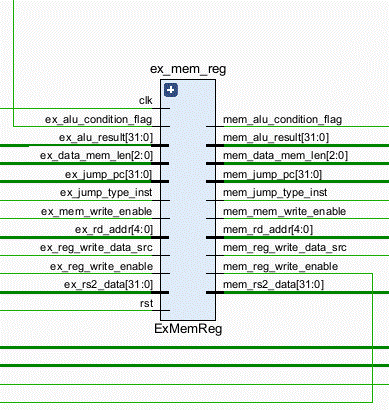 ex_mem_reg
clk
ex_alu_condition_flag mem_alu_condition_flag
ex_alu_result[31:0] mem_alu_result[31:0]
ex_data_mem_len[2:0] mem_data_mem_len[2:0]
ex_jump_pc[31:0] mem_jump_pc[31:0]
ex_jump_type_inst mem_jump_type_inst
ex_mem_write_enable mem_mem_write_enable
ex_rd_addr[4:0] mem_rd_addr[4:0]
ex_reg_write_data_src mem_reg_write_data_src
ex_reg_write_enable mem_reg_write_enable
ex_rs2_data[31:0] mem_rs2_data[31:0]
rst
ExMemReg